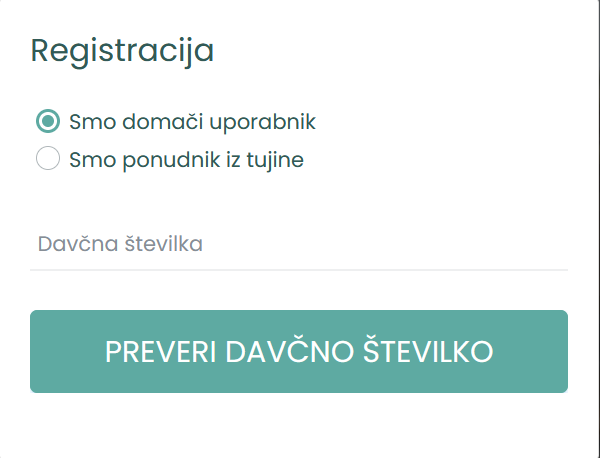 Registracija
Smo domači uporabnik
Smo ponudnik iz tujine
Davčna številka
PREVERI DAVČNO ŠTEVILKO